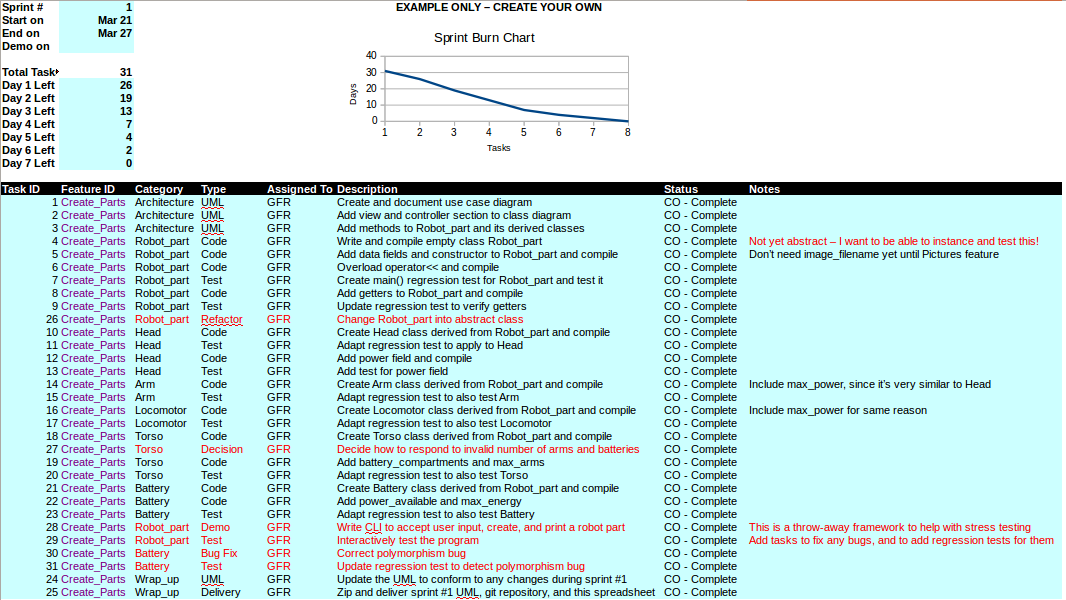 Sprint # 1 EXAMPLE ONLY – CREATE YOUR OWN
Start on Mar 21
End on Mar 27
Demo on
Sprint Burn Chart
Total Task 31
Day 1 Left 26
Day 2 Left 19
Day 3 Left 13
Day 4 Left 7
Day 5 Left 4
Day 6 Left 2
Day 7 Left 0
40
30
20
10
0
Days
1 2 3 4 5 6 7 8
Tasks
Task ID Feature ID Category Type Assigned To Description Status Notes
1 Create_Parts Architecture UML GFR Create and document use case diagram CO - Complete
2 Create_Parts Architecture UML GFR Add view and controller section to class diagram CO - Complete
3 Create_Parts Architecture UML GFR Add methods to Robot_part and its derived classes CO - Complete
4 Create_Parts Robot_part Code GFR Write and compile empty class Robot_part CO - Complete Not yet abstract – I want to be able to instance and test this!
5 Create_Parts Robot_part Code GFR Add data fields and constructor to Robot_part and compile CO - Complete Don't need image_filename yet until Pictures feature
6 Create_Parts Robot_part Code GFR Overload operator<< and compile CO - Complete
7 Create_Parts Robot_part Test GFR Create main() regression test for Robot_part and test it CO - Complete
8 Create_Parts Robot_part Code GFR Add getters to Robot_part and compile CO - Complete
9 Create_Parts Robot_part Test GFR Update regression test to verify getters CO - Complete
26 Create_Parts Robot_part Refactor GFR Change Robot_part into abstract class CO - Complete
10 Create_Parts Head Code GFR Create Head class derived from Robot_part and compile CO - Complete
11 Create_Parts Head Test GFR Adapt regression test to apply to Head CO - Complete
12 Create_Parts Head Code GFR Add power field and compile CO - Complete
13 Create_Parts Head Test GFR Add test for power field CO - Complete
14 Create_Parts Arm Code GFR Create Arm class derived from Robot_part and compile CO - Complete Include max_power, since it's very similar to Head
15 Create_Parts Arm Test GFR Adapt regression test to also test Arm CO - Complete
16 Create_Parts Locomotor Code GFR Create Locomotor class derived from Robot_part and compile CO - Complete Include max_power for same reason
17 Create_Parts Locomotor Test GFR Adapt regression test to also test Locomotor CO - Complete
18 Create_Parts Torso Code GFR Create Torso class derived from Robot_part and compile CO - Complete
27 Create_Parts Torso Decision GFR Decide how to respond to invalid number of arms and batteries CO - Complete
19 Create_Parts Torso Code GFR Add battery_compartments and max_arms CO - Complete
20 Create_Parts Torso Test GFR Adapt regression test to also test Torso CO - Complete
21 Create_Parts Battery Code GFR Create Battery class derived from Robot_part and compile CO - Complete
22 Create_Parts Battery Code GFR Add power_available and max_energy CO - Complete
23 Create_Parts Battery Test GFR Adapt regression test to also test Battery CO - Complete
28 Create_Parts Robot_part Demo GFR Write CLI to accept user input, create, and print a robot part CO - Complete This is a throw-away framework to help with stress testing
29 Create_Parts Robot_part Test GFR Interactively test the program CO - Complete Add tasks to fix any bugs, and to add regression tests for them
30 Create_Parts Battery Bug Fix GFR Correct polymorphism bug CO - Complete
31 Create_Parts Battery Test GFR Update regression test to detect polymorphism bug CO - Complete
24 Create_Parts Wrap_up UML GFR Update the UML to conform to any changes during sprint #1 CO - Complete
25 Create_Parts Wrap_up Delivery GFR Zip and deliver sprint #1 UML, git repository, and this spreadsheet CO - Complete